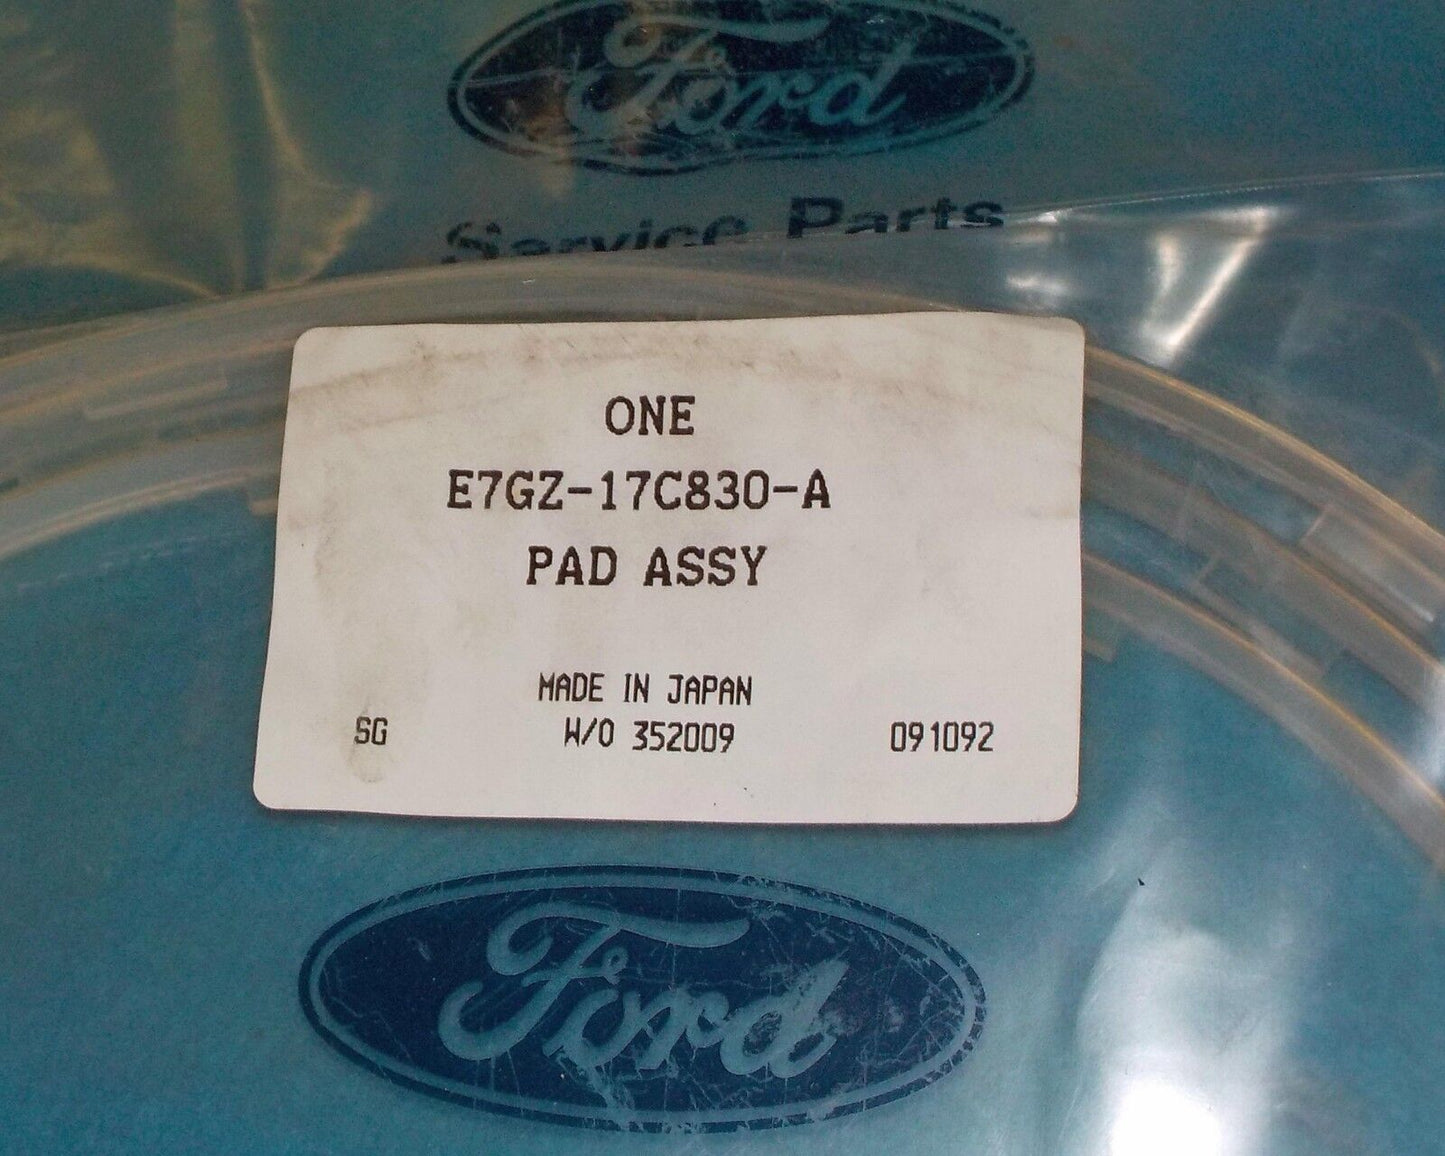 Ford
Service Parts
ONE
E7GZ-17C830-A
PAD ASSY
MADE IN JAPAN
SG W/O 352009 091092
Ford